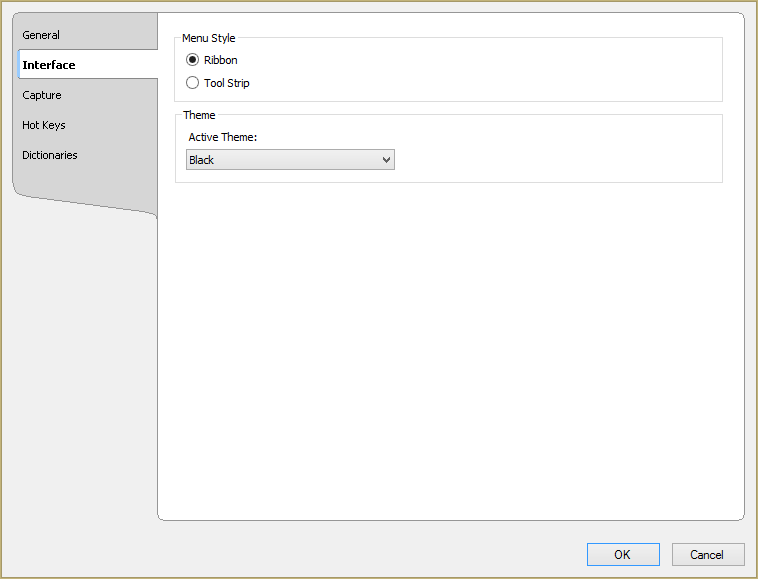 General
Interface
Capture
Hot Keys
Dictionaries
Menu Style
Ribbon
Tool Strip
Theme
Active Theme:
Black
OK
Cancel